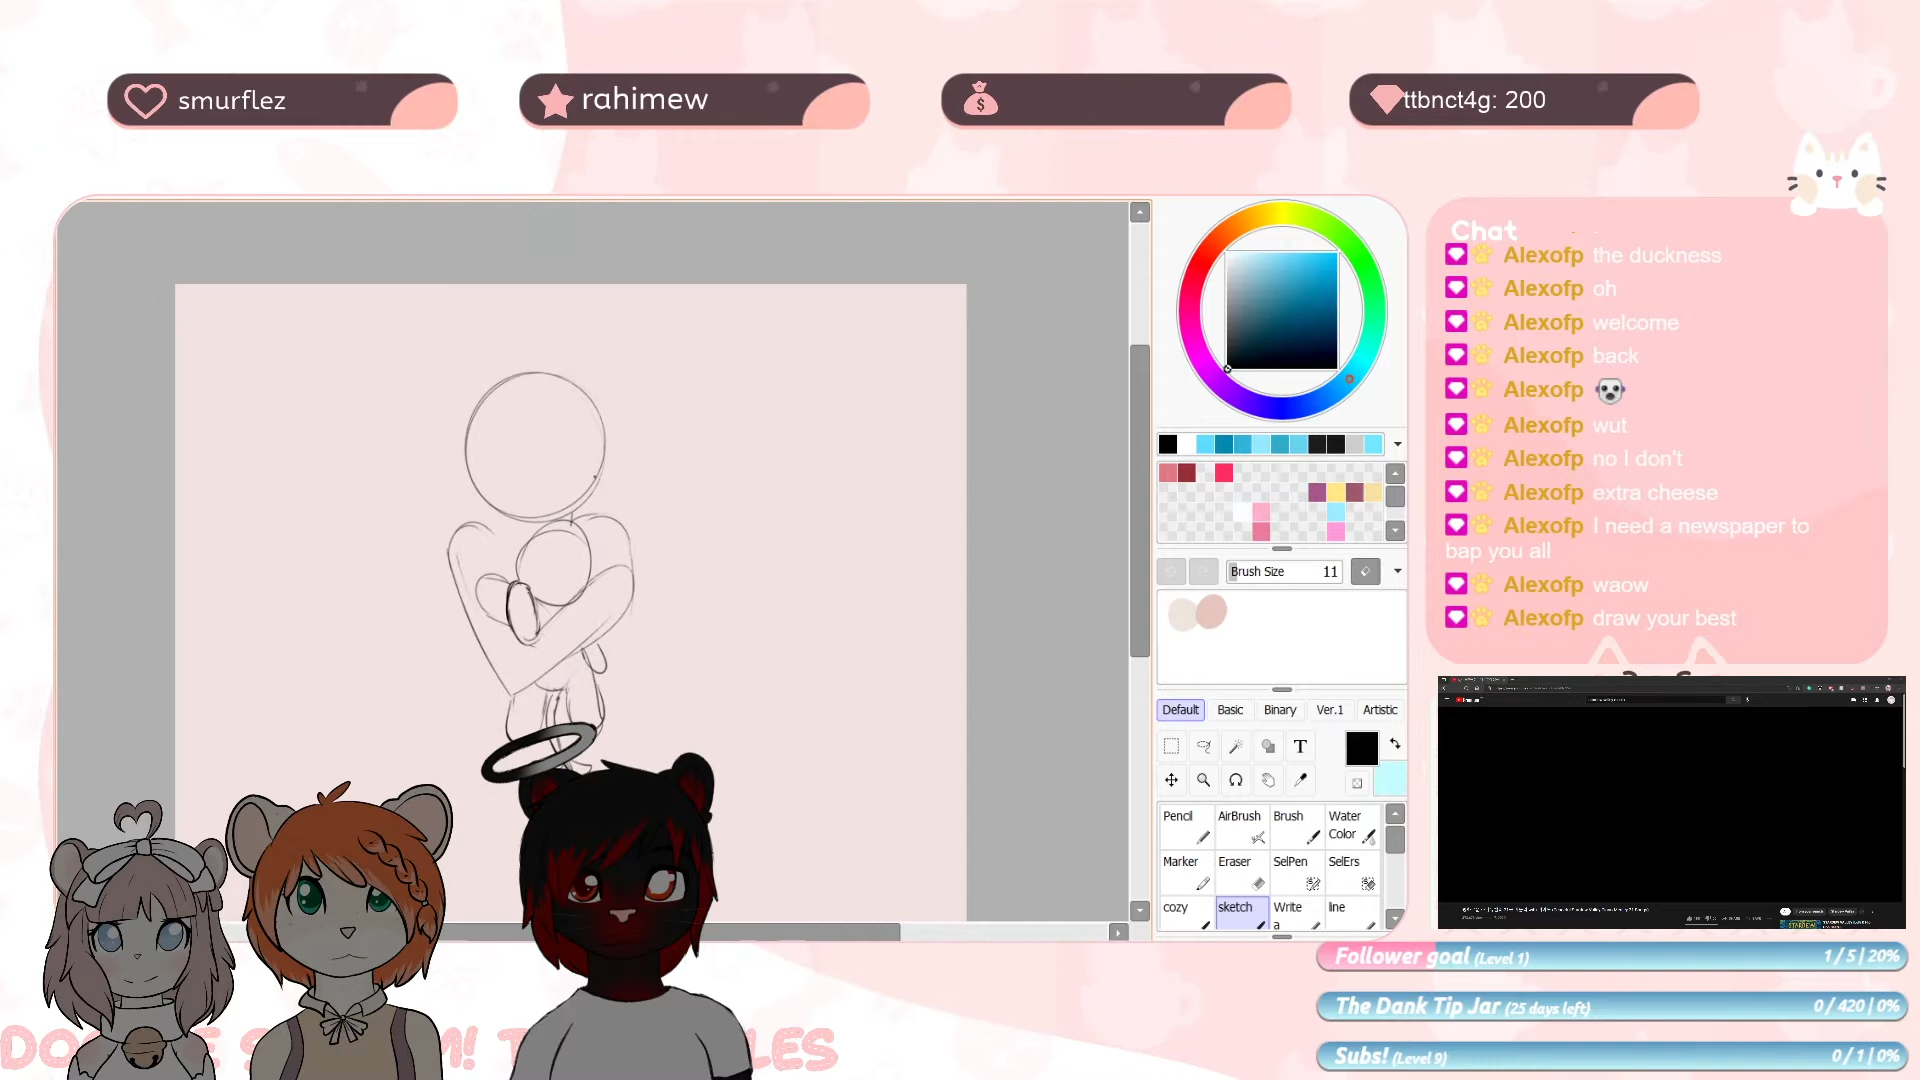 smurflez
rahimew
ttbnct4g: 200
Chat
Alexofp the duckness
Alexofp oh
Alexofp welcome
Alexofp back
Alexofp
Alexofp wut
Alexofp no I don't
Alexofp extra cheese
Alexofp I need a newspaper to
bap you all
Alexofp waow
Alexofp draw your best
Brush Size 11
Default Basic Binary Ver.1 Artistic
T
Pencil AirBrush Brush Water
Color
Marker Eraser SelPen SelErs
cozy sketch Write line
a
Follower goal (Level 1) 1 / 5 | 20%
The Dank Tip Jar (25 days left) 0 / 420 | 0%
Subs! (Level 9) 0 / 1 | 0%